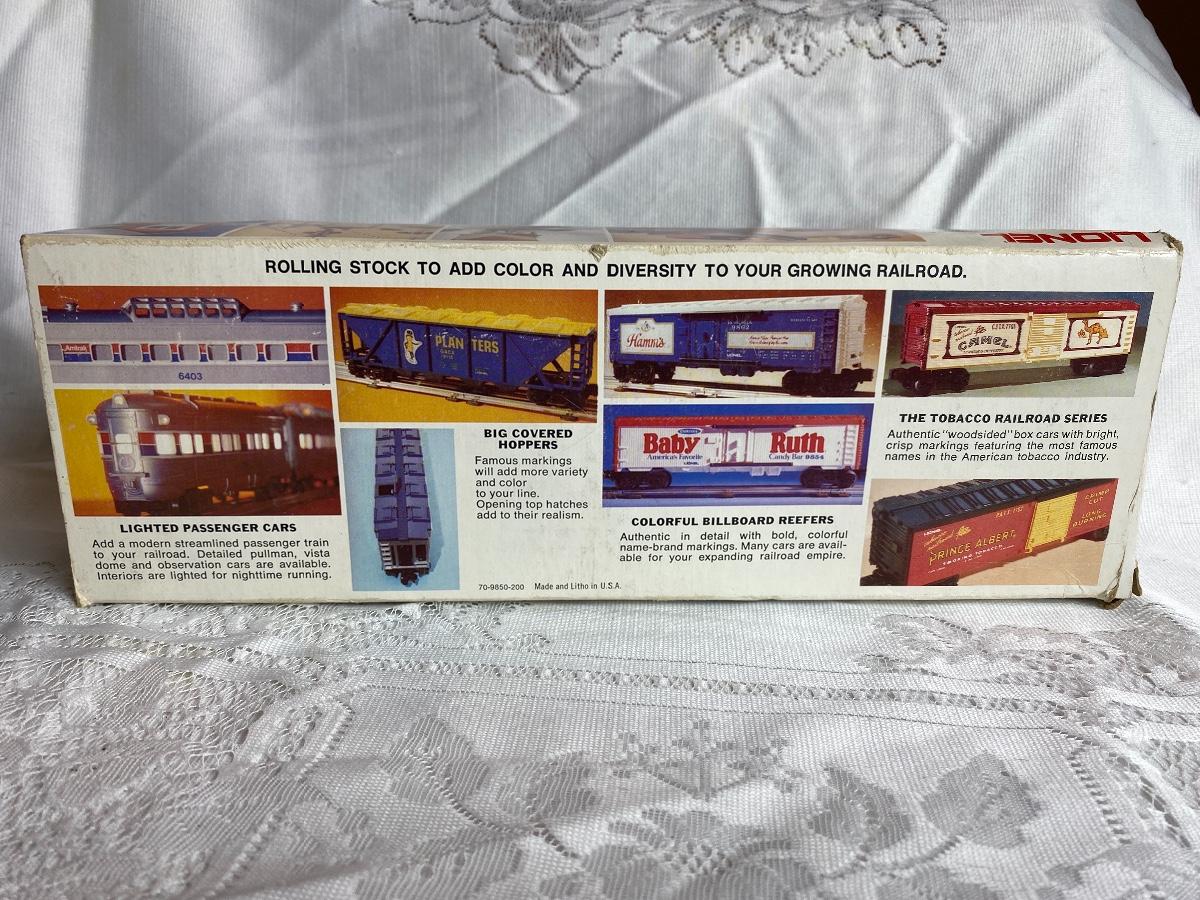 LIONEL
ROLLING STOCK TO ADD COLOR AND DIVERSITY TO YOUR GROWING RAILROAD.
Amtrak
6403
LIGHTED PASSENGER CARS
Add a modern streamlined passenger train
to your railroad. Detailed pullman, vista
dome and observation cars are available.
Interiors are lighted for nighttime running.
PLANTERS
BIG COVERED
HOPPERS
Famous markings
will add more variety
and color
to your line.
Opening top hatches
add to their realism.
70-9850-200 Made and Litho in U.S.A.
Hamm's
Baby Ruth
America's Favorite Candy Bar 9854
LIONEL
COLORFUL BILLBOARD REEFERS
Authentic in detail with bold, colorful
name-brand markings. Many cars are avail-
able for your expanding railroad empire.
CAMEL
THE TOBACCO RAILROAD SERIES
Authentic "woodsided" box cars with bright,
crisp markings featuring the most famous
names in the American tobacco industry.
PRINCE ALBERT
SMOKING TOBACCO
CRIMP
CUT
LONG
BURNING